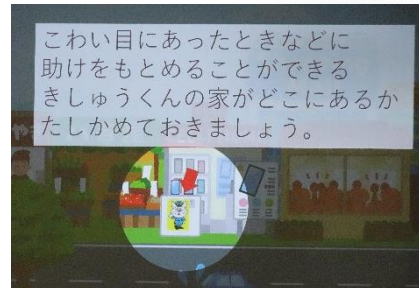 こわい目にあったときなどに
助けをもとめることができる
きしゅうくんの家がどこにあるか
たしかめておきましょう。